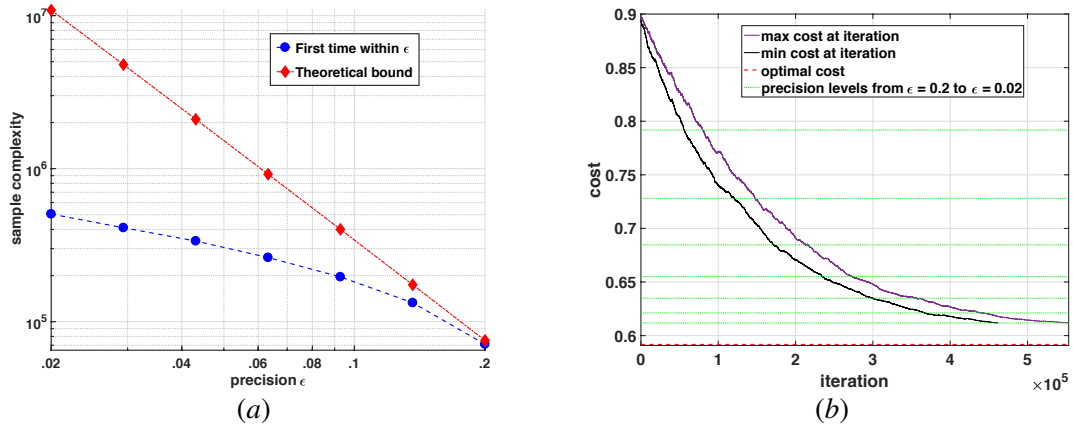 10^7
10^6
10^5
sample complexity
First time within ϵ
Theoretical bound
.02 .04 .06 .08 .1 .2
precision ϵ
(a)
0.9
0.85
0.8
0.75
0.7
0.65
0.6
cost
max cost at iteration
min cost at iteration
optimal cost
precision levels from ϵ = 0.2 to ϵ = 0.02
0 1 2 3 4 5
iteration
×10^5
(b)